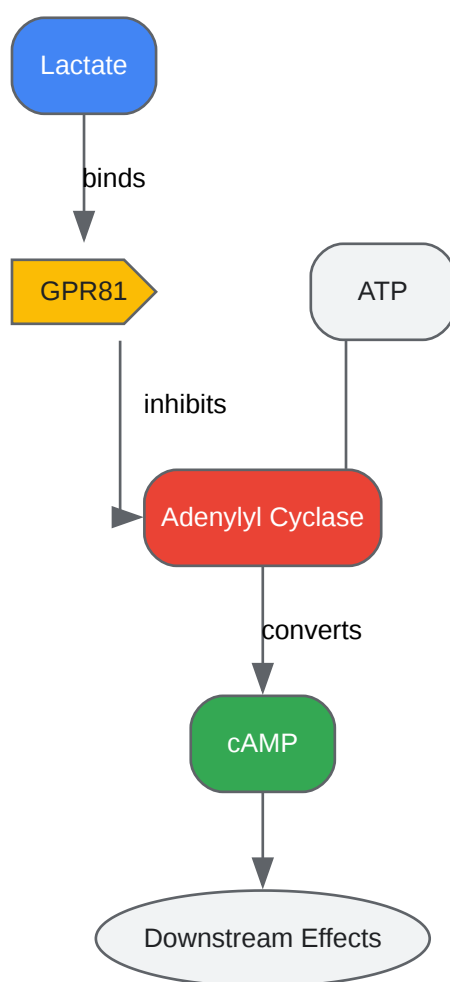 Lactate
binds
GPR81
ATP
inhibits
Adenylyl Cyclase
converts
cAMP
Downstream Effects